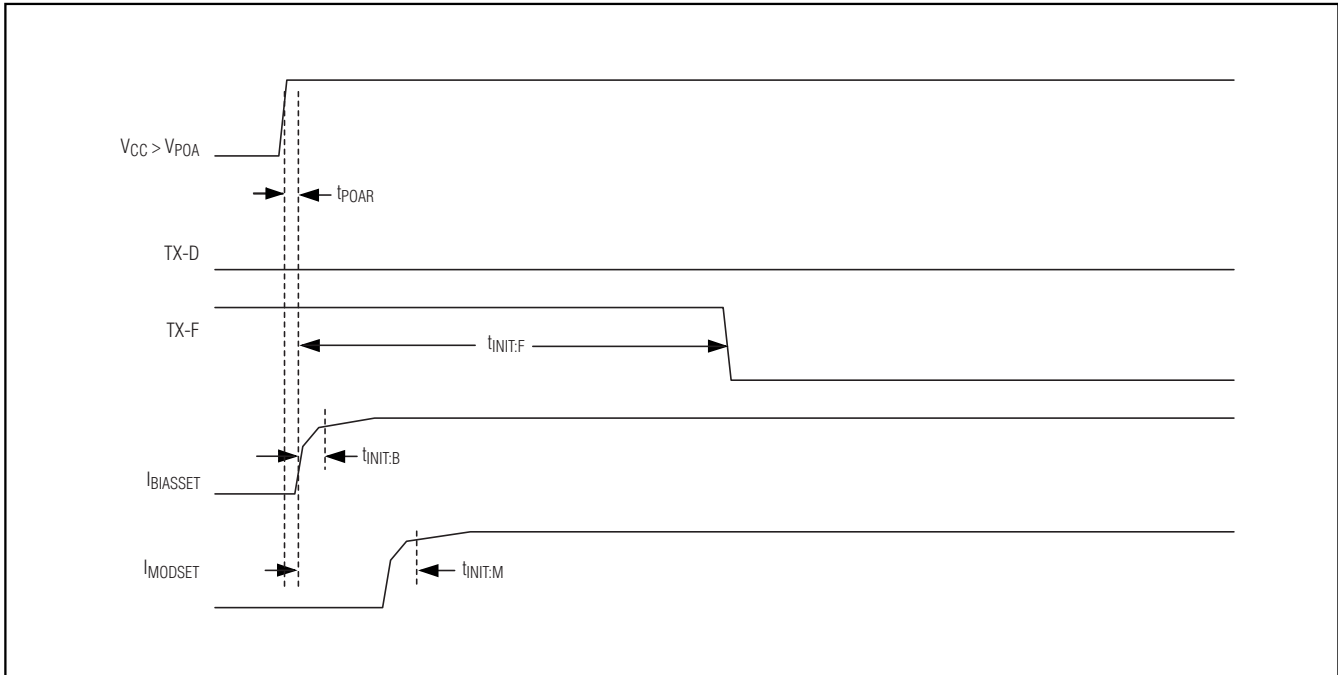 VCC > VPOA
tPOAR
TX-D
TX-F
tINIT:F
tINIT:B
IBIASSET
IMODSET
tINIT:M